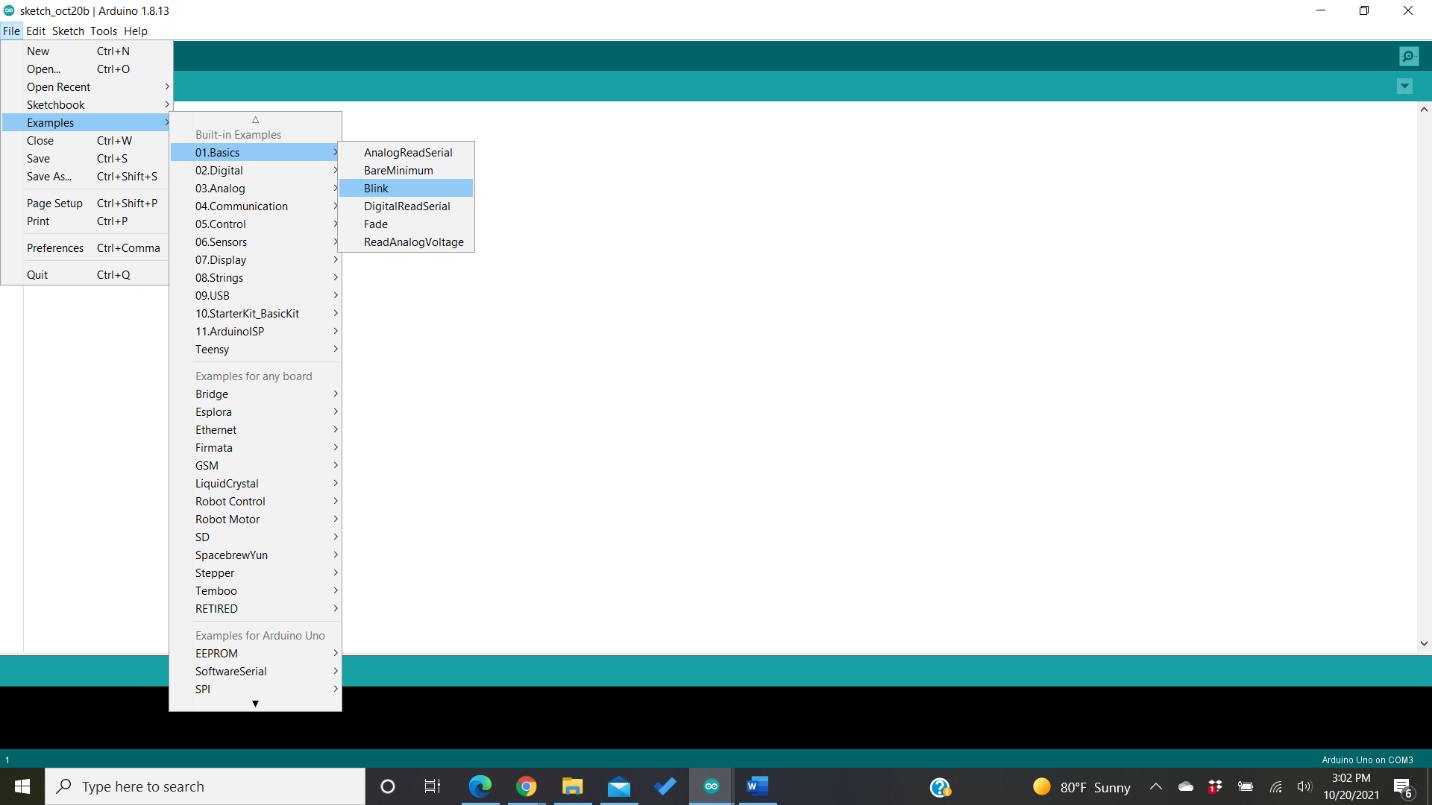 sketch_oct20b | Arduino 1.8.13
File Edit Sketch Tools Help
New Ctrl+N
Open... Ctrl+O
Open Recent
Sketchbook
Examples
Close Ctrl+W
Save Ctrl+S
Save As... Ctrl+Shift+S
Page Setup Ctrl+Shift+P
Print Ctrl+P
Preferences Ctrl+Comma
Quit Ctrl+Q
Built-in Examples
01.Basics
02.Digital
03.Analog
04.Communication
05.Control
06.Sensors
07.Display
08.Strings
09.USB
10.StarterKit_BasicKit
11.ArduinoISP
Teensy
Examples for any board
Bridge
Esplora
Ethernet
Firmata
GSM
LiquidCrystal
Robot Control
Robot Motor
SD
SpacebrewYun
Stepper
Temboo
RETIRED
Examples for Arduino Uno
EEPROM
SoftwareSerial
SPI
AnalogReadSerial
BareMinimum
Blink
DigitalReadSerial
Fade
ReadAnalogVoltage
1
Arduino Uno on COM3
Type here to search
W
80°F Sunny
3:02 PM
10/20/2021
6